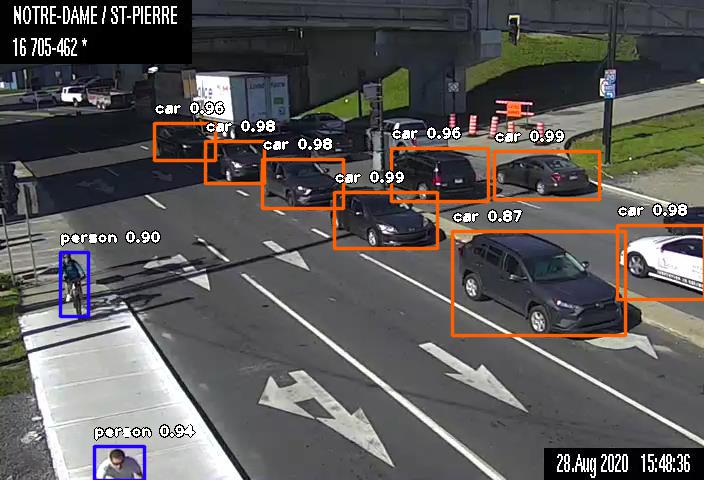 NOTRE-DAME / ST-PIERRE
16 705-462 *
car 0.96
car 0.98
car 0.98
car 0.96
car 0.99
car 0.99
car 0.87
car 0.98
person 0.90
person 0.94
28.Aug 2020 15:48:36